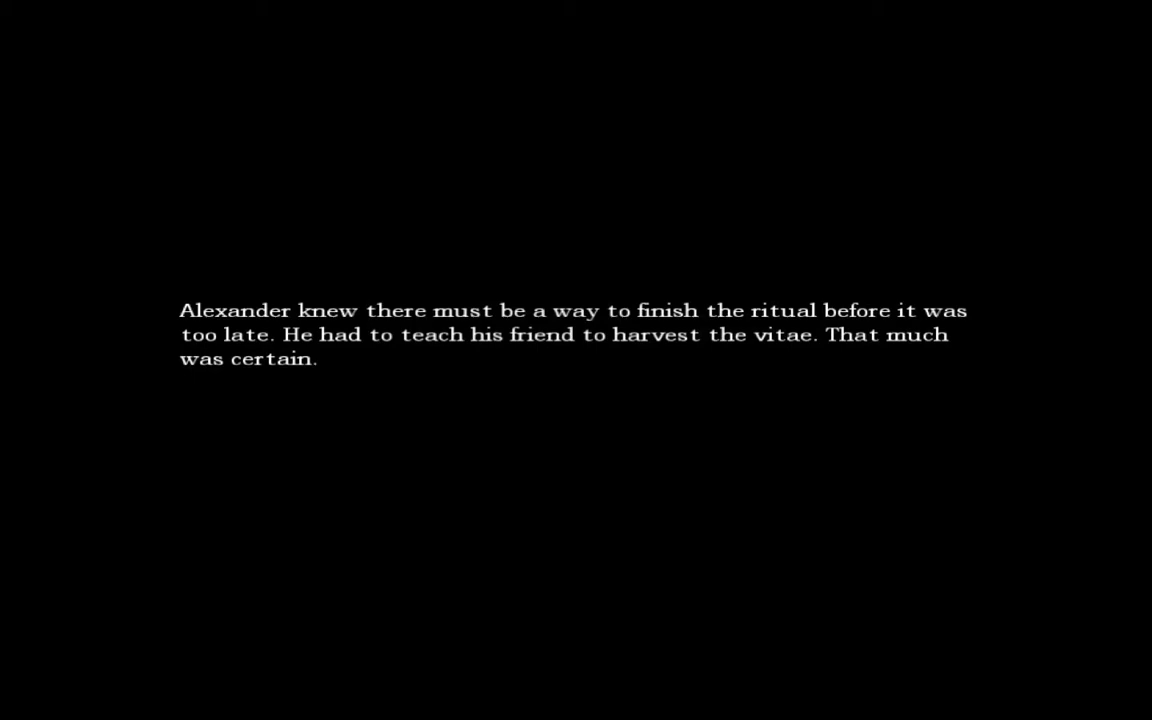 Alexander knew there must be a way to finish the ritual before it was
too late. He had to teach his friend to harvest the vitae. That much
was certain.